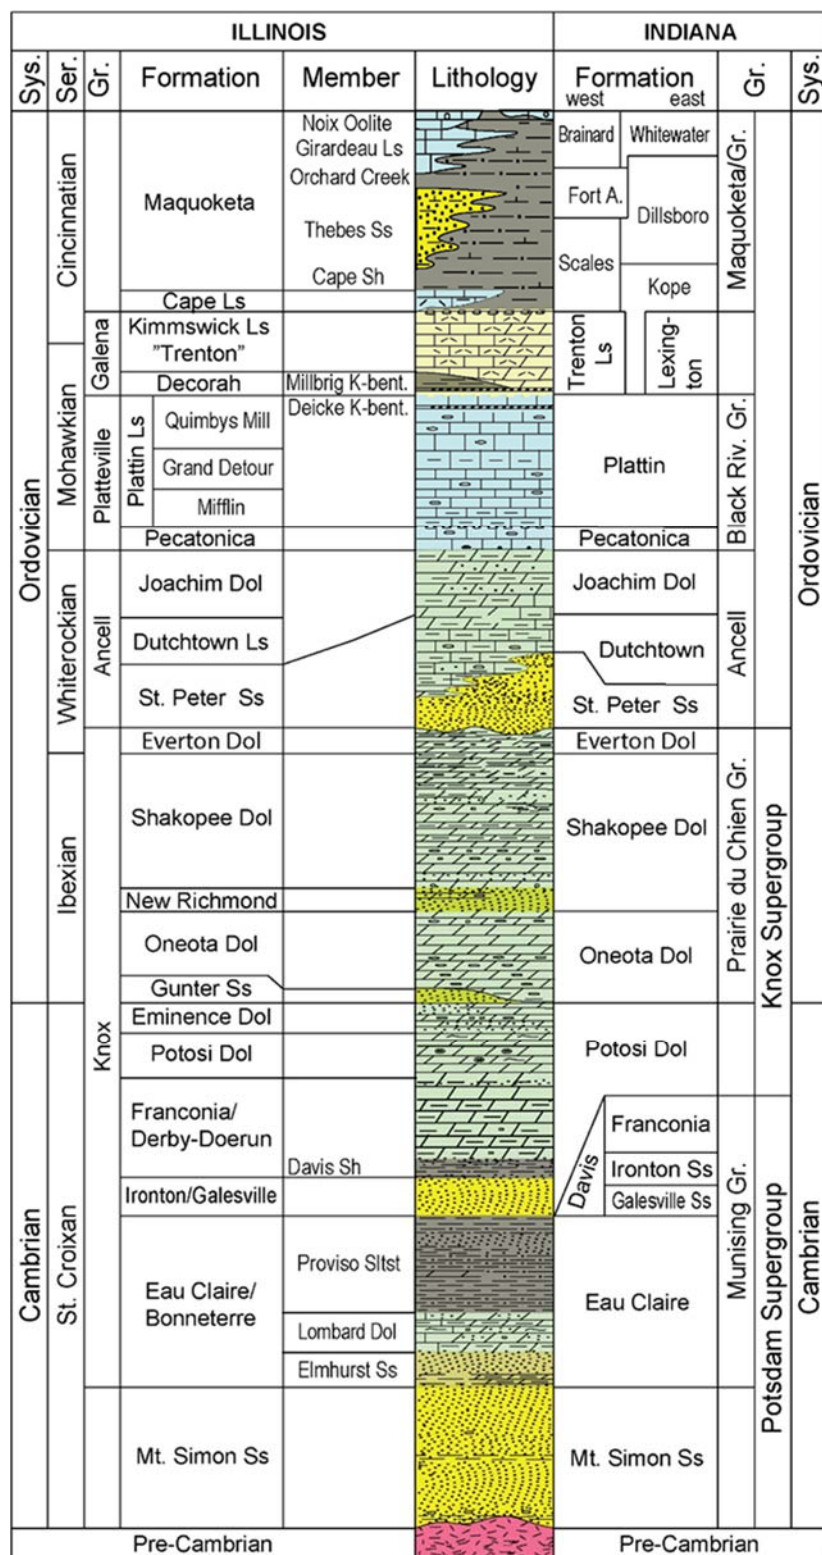 ILLINOIS
INDIANA
Sys.
Ser.
Gr.
Formation
Member
Lithology
Formation
west
east
Gr.
Sys.
Ordovician
Cambrian
Cincinnatian
Mohawkian
Whiterockian
Ibexian
St. Croixan
Galena
Platteville
Ancell
Knox
Maquoketa
Cape Ls
Kimmswick Ls
"Trenton"
Decorah
Plattin Ls
Quimbys Mill
Grand Detour
Mifflin
Pecatonica
Joachim Dol
Dutchtown Ls
St. Peter Ss
Everton Dol
Shakopee Dol
New Richmond
Oneota Dol
Gunter Ss
Eminence Dol
Potosi Dol
Franconia/
Derby-Doerun
Ironton/Galesville
Eau Claire/
Bonneterre
Mt. Simon Ss
Pre-Cambrian
Noix Oolite
Girardeau Ls
Orchard Creek
Thebes Ss
Cape Sh
Millbrig K-bent.
Deicke K-bent.
Davis Sh
Proviso Sltst
Lombard Dol
Elmhurst Ss
Brainard
Whitewater
Fort A.
Dillsboro
Scales
Kope
Trenton
Ls
Lexing-
ton
Plattin
Pecatonica
Joachim Dol
Dutchtown
St. Peter Ss
Everton Dol
Shakopee Dol
Oneota Dol
Potosi Dol
Davis
Franconia
Ironton Ss
Galesville Ss
Eau Claire
Mt. Simon Ss
Pre-Cambrian
Maquoketa/Gr.
Black Riv. Gr.
Ancell
Prairie du Chien Gr.
Knox Supergroup
Munising Gr.
Potsdam Supergroup
Ordovician
Cambrian